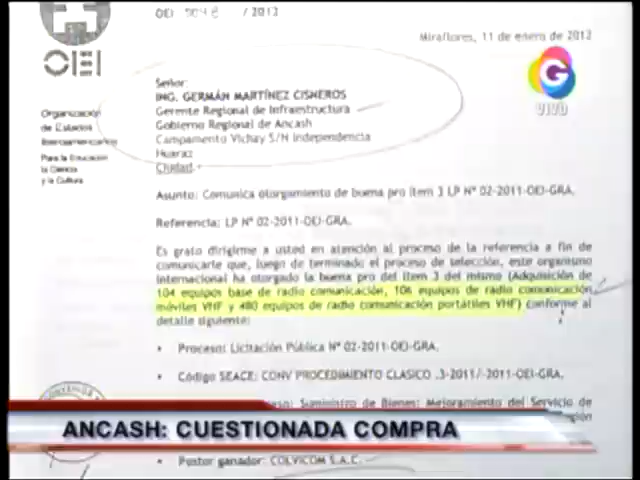 OEI
/2012
Miraflores, 11 de enero de 2012
G
VIVO
OEI
Organización
de Estados
Iberoamericanos
Para la Educación
la Ciencia
y la Cultura
Señor:
ING. GERMÁN MARTÍNEZ CISNEROS
Gerente Regional de Infraestructura
Gobierno Regional de Ancash
Campamento Vichay S/N Independencia
Huaraz
Ciudad.-
Asunto: Comunica otorgamiento de buena pro item 3 LP N° 02-2011-OEI-GRA.
Referencia: LP N° 02-2011-OEI-GRA.
Es grato dirigirme a usted en atención al proceso de la referencia a fin de
comunicarle que, luego de terminado el proceso de selección, este organismo
internacional ha otorgado la buena pro del item 3 del mismo (Adquisición de
104 equipos base de radio comunicación, 106 equipos de radio comunicación
móviles VHF y 480 equipos de radio comunicación portátiles VHF) conforme al
detalle siguiente:
• Proceso: Licitación Pública N° 02-2011-OEI-GRA.
• Código SEACE: CONV PROCEDIMIENTO CLASICO .3-2011/-2011-OEI-GRA.
Suministro de Bienes: Mejoramiento del Servicio de
ANCASH: CUESTIONADA COMPRA
• Postor ganador: COLVICOM S.A.C.